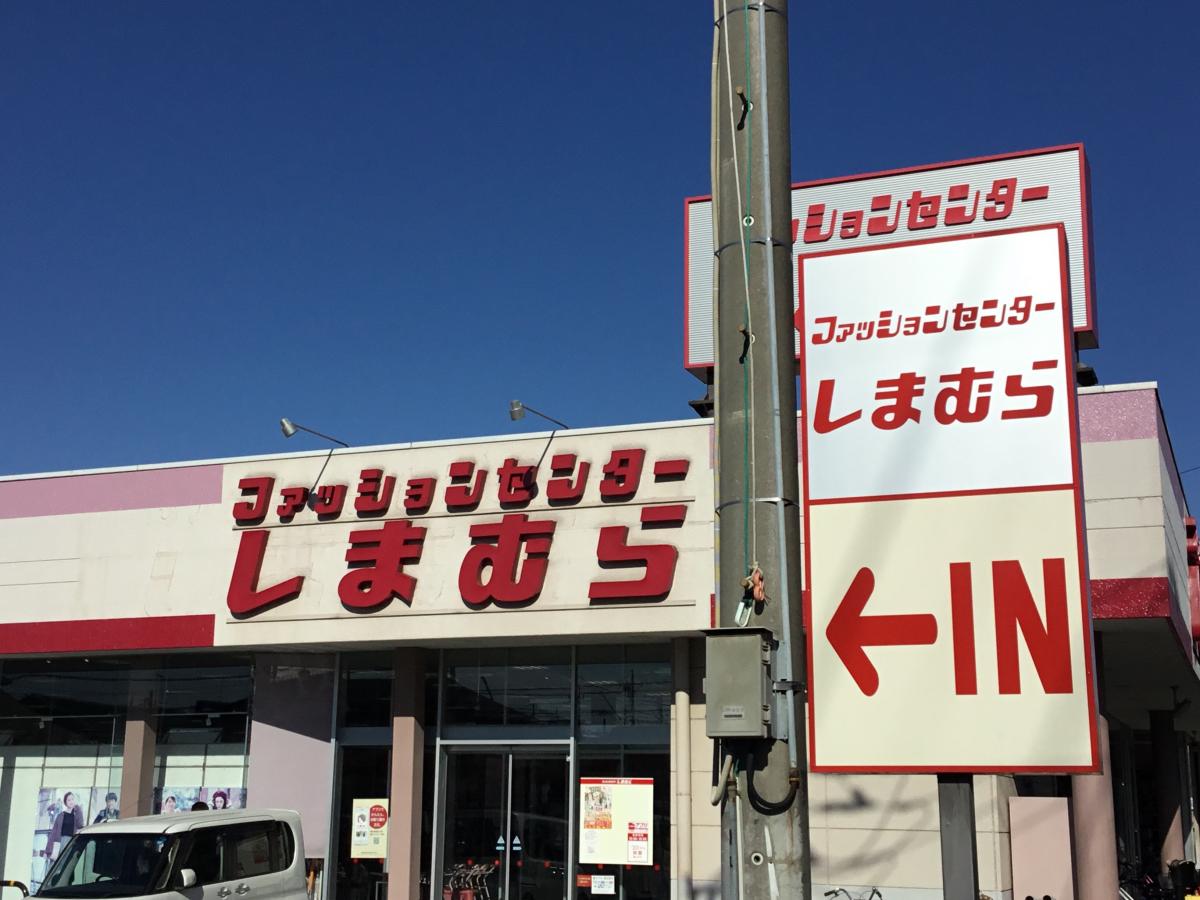 ファッションセンター
しまむら
ッションセンター
ファッションセンター
しまむら
←IN